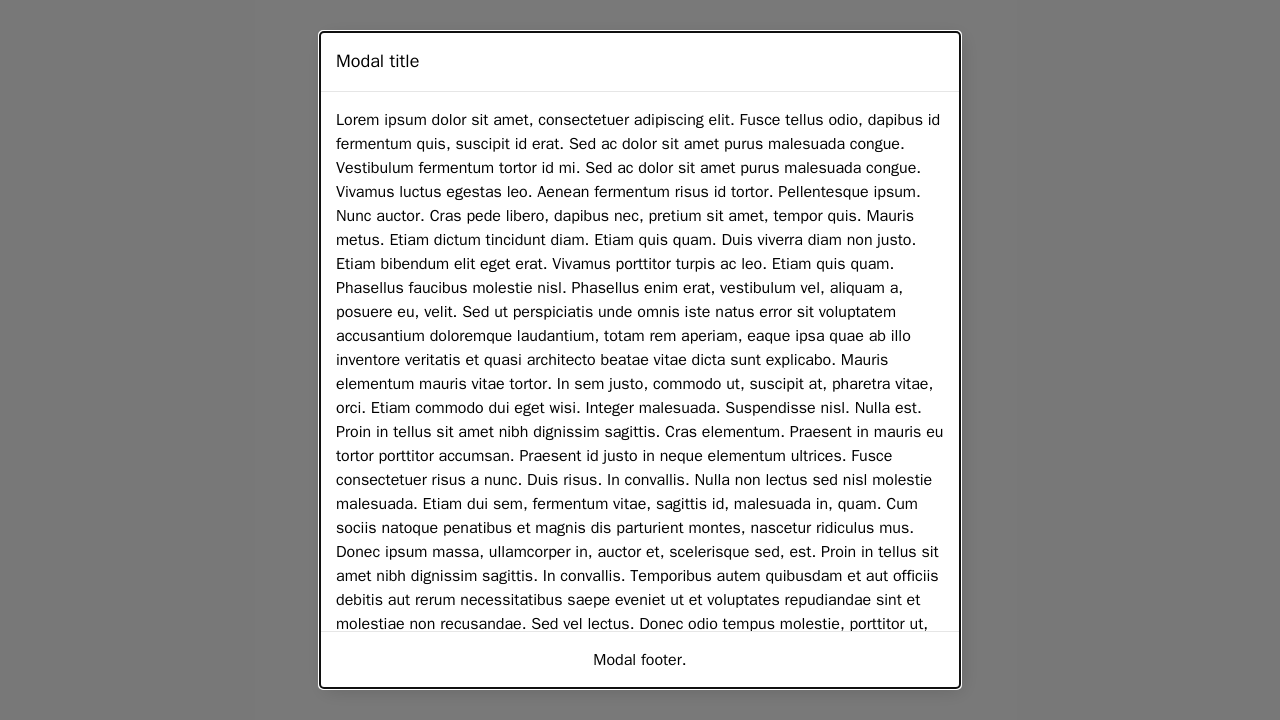 Modal title
Lorem ipsum dolor sit amet, consectetuer adipiscing elit. Fusce tellus odio, dapibus id
fermentum quis, suscipit id erat. Sed ac dolor sit amet purus malesuada congue.
Vestibulum fermentum tortor id mi. Sed ac dolor sit amet purus malesuada congue.
Vivamus luctus egestas leo. Aenean fermentum risus id tortor. Pellentesque ipsum.
Nunc auctor. Cras pede libero, dapibus nec, pretium sit amet, tempor quis. Mauris
metus. Etiam dictum tincidunt diam. Etiam quis quam. Duis viverra diam non justo.
Etiam bibendum elit eget erat. Vivamus porttitor turpis ac leo. Etiam quis quam.
Phasellus faucibus molestie nisl. Phasellus enim erat, vestibulum vel, aliquam a,
posuere eu, velit. Sed ut perspiciatis unde omnis iste natus error sit voluptatem
accusantium doloremque laudantium, totam rem aperiam, eaque ipsa quae ab illo
inventore veritatis et quasi architecto beatae vitae dicta sunt explicabo. Mauris
elementum mauris vitae tortor. In sem justo, commodo ut, suscipit at, pharetra vitae,
orci. Etiam commodo dui eget wisi. Integer malesuada. Suspendisse nisl. Nulla est.
Proin in tellus sit amet nibh dignissim sagittis. Cras elementum. Praesent in mauris eu
tortor porttitor accumsan. Praesent id justo in neque elementum ultrices. Fusce
consectetuer risus a nunc. Duis risus. In convallis. Nulla non lectus sed nisl molestie
malesuada. Etiam dui sem, fermentum vitae, sagittis id, malesuada in, quam. Cum
sociis natoque penatibus et magnis dis parturient montes, nascetur ridiculus mus.
Donec ipsum massa, ullamcorper in, auctor et, scelerisque sed, est. Proin in tellus sit
amet nibh dignissim sagittis. In convallis. Temporibus autem quibusdam et aut officiis
debitis aut rerum necessitatibus saepe eveniet ut et voluptates repudiandae sint et
molestiae non recusandae. Sed vel lectus. Donec odio tempus molestie, porttitor ut,
Modal footer.